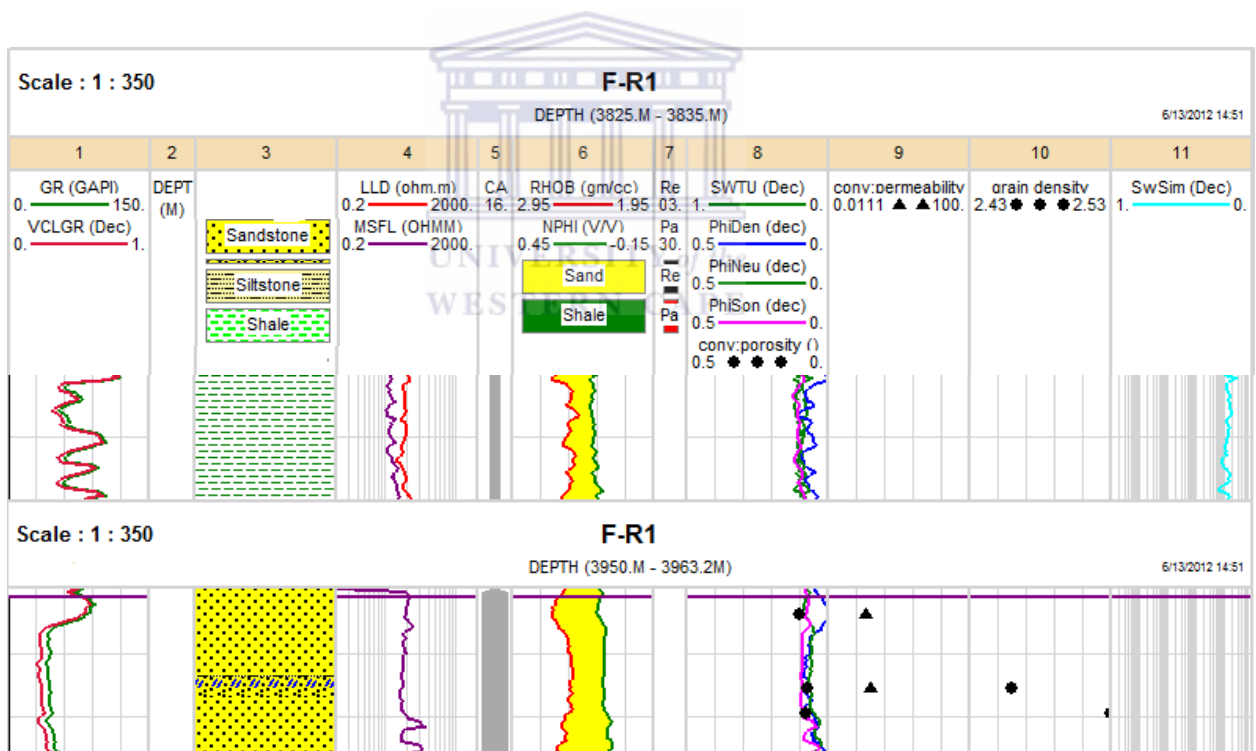 Scale : 1 : 350
F-R1
DEPTH (3825.M - 3835.M)
6/13/2012 14:51
1 2 3 4 5 6 7 8 9 10 11
GR (GAPI)
0. 150.
VCLGR (Dec)
0. 1.
DEPT
(M)
Sandstone
Siltstone
Shale
LLD (ohm.m)
0.2 2000.
MSFL (OHMM)
0.2 2000.
CA
16.
RHOB (gm/cc)
2.95 1.95
NPHI (V/V)
0.45 -0.15
Sand
Shale
Re
03.
Pa
30.
Re
Pa
SWTU (Dec)
1. 0.
PhiDen (dec)
0.5 0.
PhiNeu (dec)
0.5 0.
PhiSon (dec)
0.5 0.
conv:porosity ()
0.5 0.
conv:permeability
0.0111 100.
grain density
2.43 2.53
SwSim (Dec)
1. 0.
UNIVERSITY of the
WESTERN CAPE
Scale : 1 : 350
F-R1
DEPTH (3950.M - 3963.2M)
6/13/2012 14:51